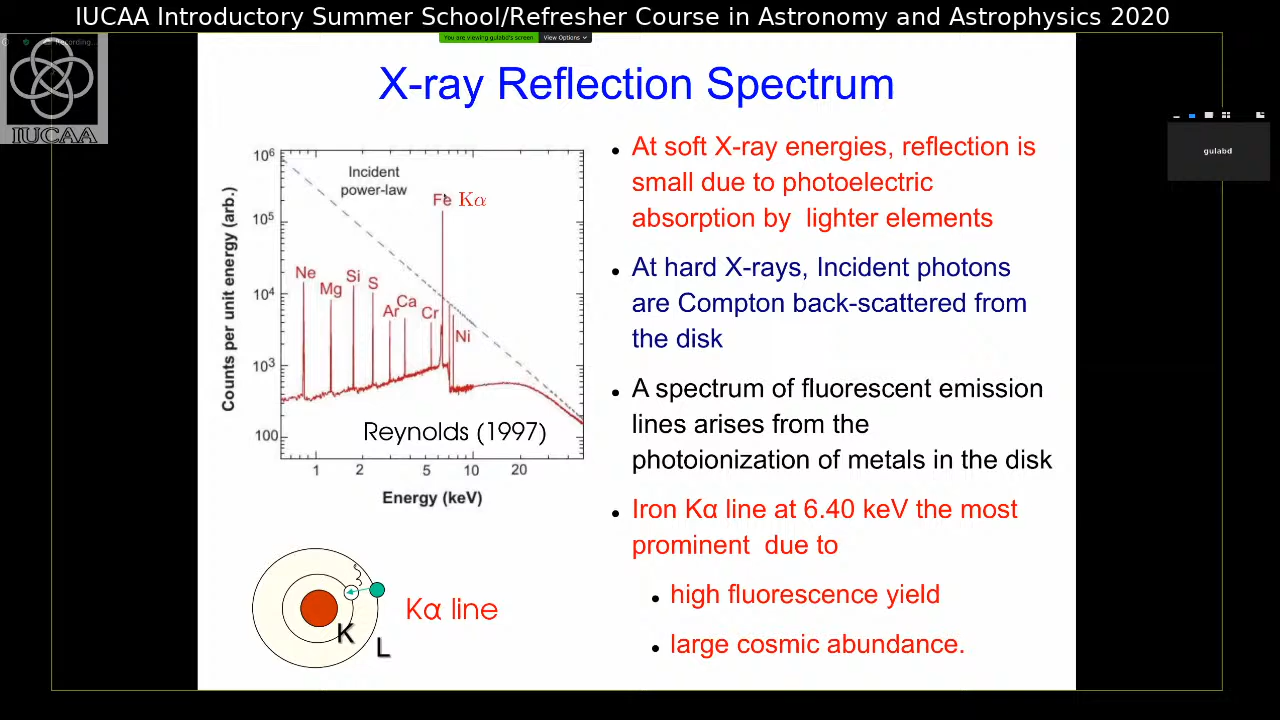 IUCAA Introductory Summer School/Refresher Course in Astronomy and Astrophysics 2020
You are viewing gulabd's screen
View Options
Recording...
IUCAA
gulabd
X-ray Reflection Spectrum
10⁶
10⁵
10⁴
10³
100
Counts per unit energy (arb.)
Incident
power-law
Fe Kα
Ne
Mg
Si
S
Ar
Ca
Cr
Ni
Reynolds (1997)
1
2
5
10
20
Energy (keV)
K
L
Kα line
• At soft X-ray energies, reflection is
small due to photoelectric
absorption by lighter elements
• At hard X-rays, Incident photons
are Compton back-scattered from
the disk
• A spectrum of fluorescent emission
lines arises from the
photoionization of metals in the disk
• Iron Kα line at 6.40 keV the most
prominent due to
• high fluorescence yield
• large cosmic abundance.